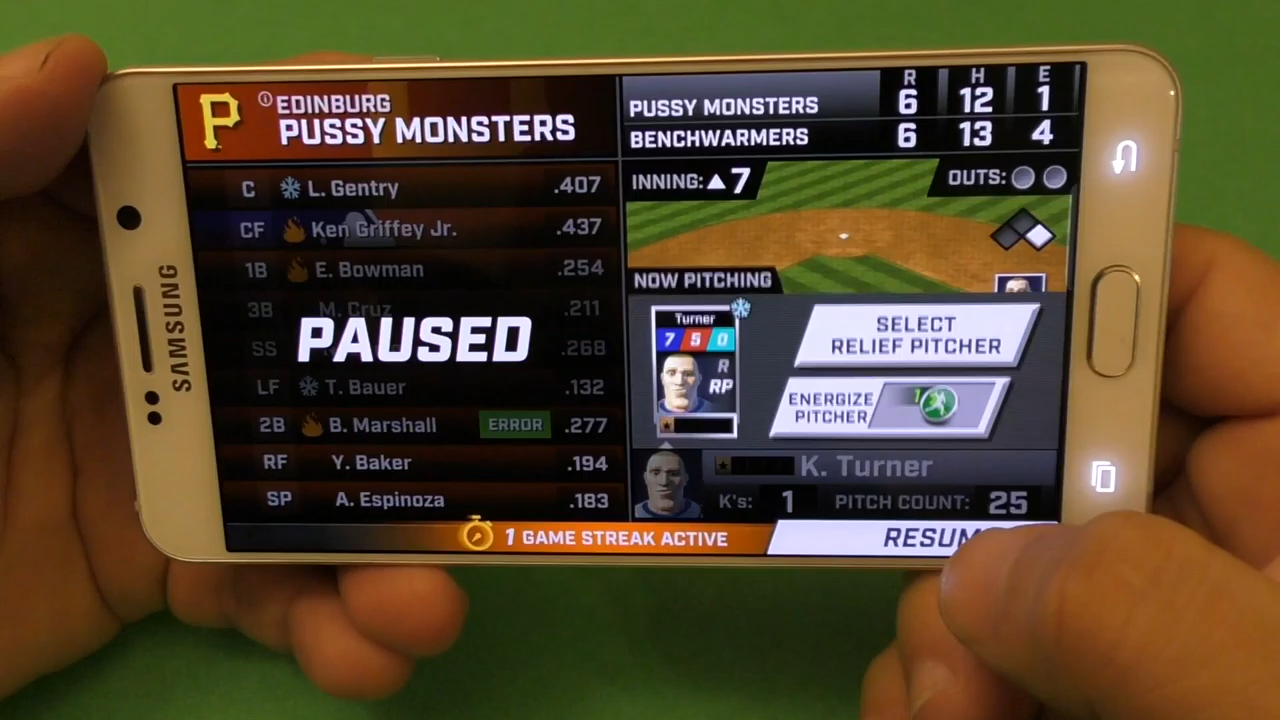 SAMSUNG
P
EDINBURG
PUSSY MONSTERS
C L. Gentry .407
CF Ken Griffey Jr. .437
1B E. Bowman .254
3B M. Cruz .211
SS .268
LF T. Bauer .132
2B B. Marshall ERROR .277
RF Y. Baker .194
SP A. Espinoza .183
PAUSED
R H E
PUSSY MONSTERS 6 12 1
BENCHWARMERS 6 13 4
INNING: ▲7 OUTS:
NOW PITCHING
Turner
7 5 0
R
RP
SELECT
RELIEF PITCHER
ENERGIZE
PITCHER
1
K. Turner
K's: 1 PITCH COUNT: 25
1 GAME STREAK ACTIVE